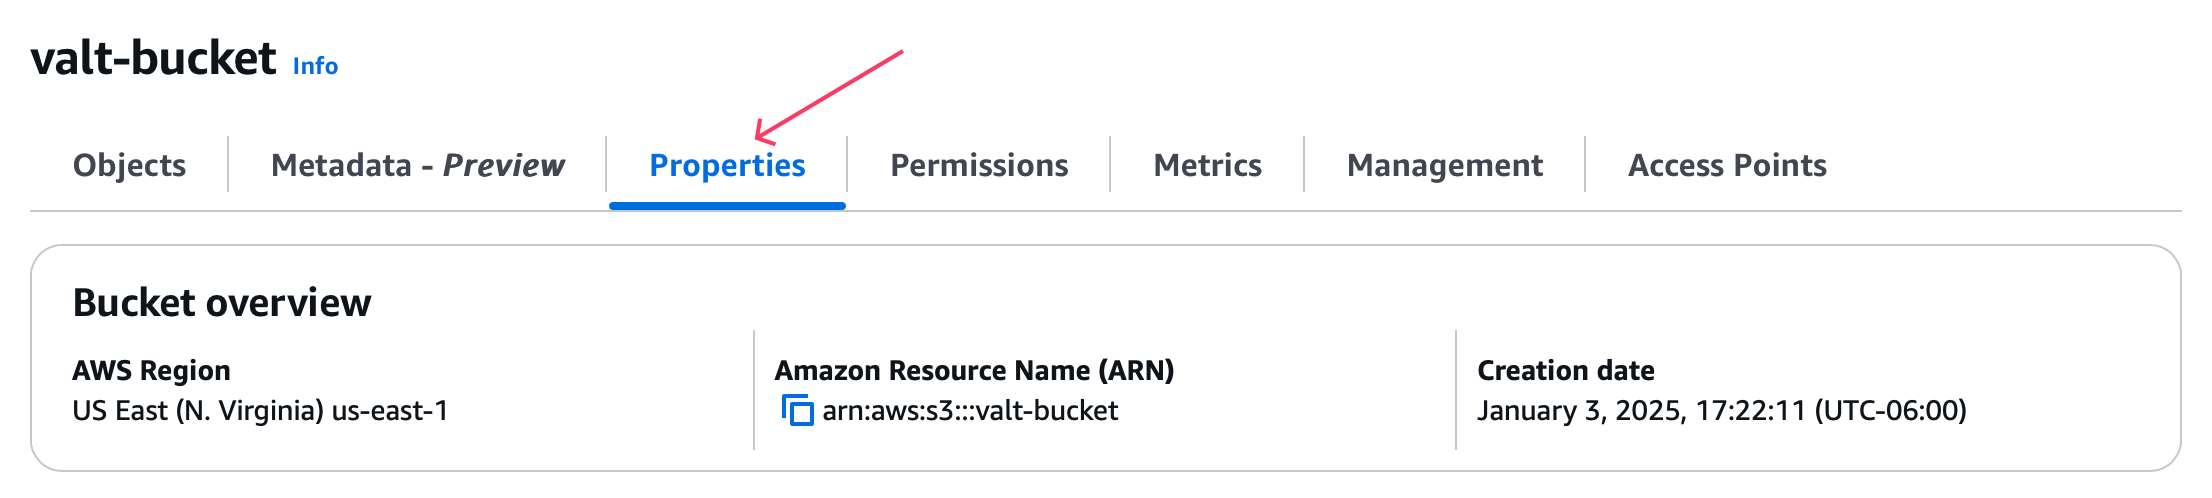 valt-bucket Info
Objects Metadata - Preview Properties Permissions Metrics Management Access Points
Bucket overview
AWS Region
US East (N. Virginia) us-east-1
Amazon Resource Name (ARN)
arn:aws:s3:::valt-bucket
Creation date
January 3, 2025, 17:22:11 (UTC-06:00)